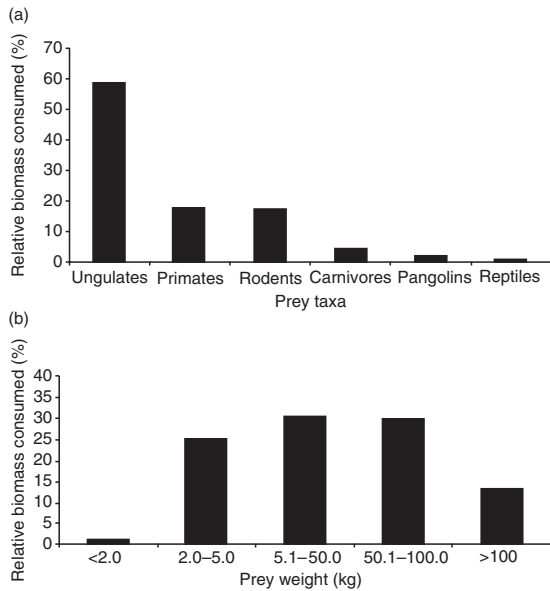 (a)
Relative biomass consumed (%)
70
60
50
40
30
20
10
0
Ungulates Primates Rodents Carnivores Pangolins Reptiles
Prey taxa
(b)
Relative biomass consumed (%)
40
35
30
25
20
15
10
5
0
<2.0 2.0–5.0 5.1–50.0 50.1–100.0 >100
Prey weight (kg)